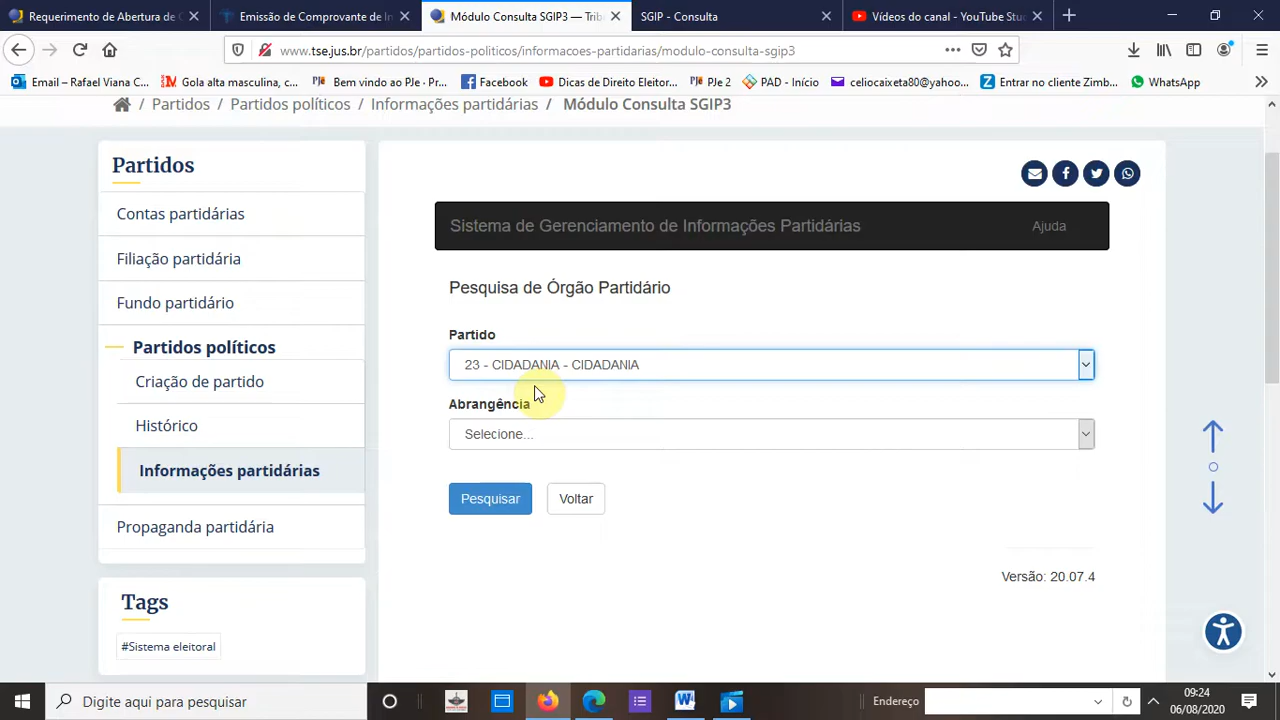 Requerimento de Abertura de C
Emissão de Comprovante de In
Módulo Consulta SGIP3 — Trib
SGIP - Consulta
Vídeos do canal - YouTube Stu
www.tse.jus.br/partidos/partidos-politicos/informacoes-partidarias/modulo-consulta-sgip3
Email – Rafael Viana C...
Gola alta masculina, c...
Bem vindo ao PJe - Pr...
Facebook
Dicas de Direito Eleitor...
PJe 2
PAD - Início
celiocaixeta80@yahoo...
Entrar no cliente Zimb...
WhatsApp
/ Partidos / Partidos políticos / Informações partidárias / Módulo Consulta SGIP3
Partidos
Contas partidárias
Filiação partidária
Fundo partidário
Partidos políticos
Criação de partido
Histórico
Informações partidárias
Propaganda partidária
Tags
#Sistema eleitoral
Sistema de Gerenciamento de Informações Partidárias
Ajuda
Pesquisa de Órgão Partidário
Partido
23 - CIDADANIA - CIDADANIA
Abrangência
Selecione...
Pesquisar
Voltar
Versão: 20.07.4
Digite aqui para pesquisar
Endereço
09:24
06/08/2020